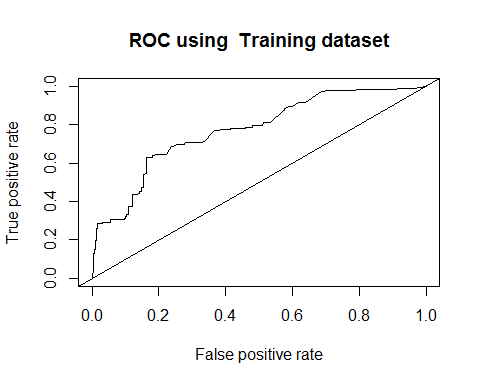 ROC using  Training dataset
True positive rate
1.0
0.8
0.6
0.4
0.2
0.0
0.0 0.2 0.4 0.6 0.8 1.0
False positive rate